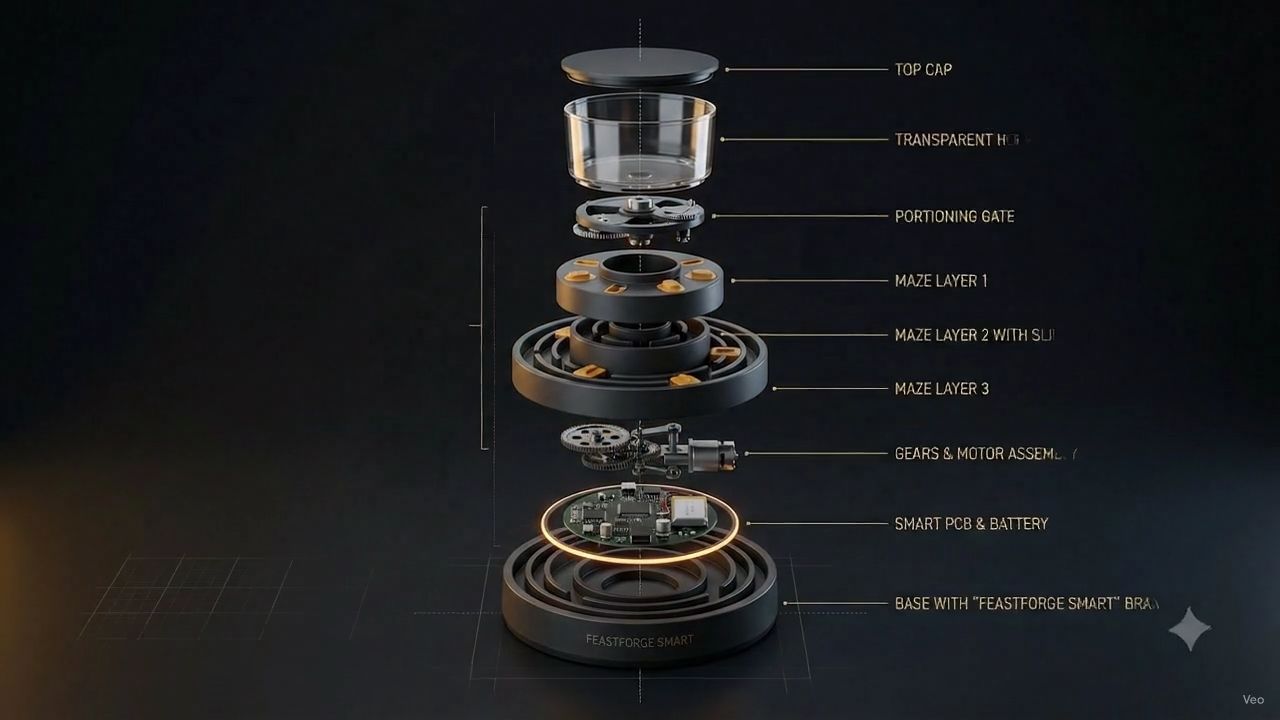 TOP CAP
TRANSPARENT
PORTIONING GATE
MAZE LAYER 1
MAZE LAYER 2 WITH
MAZE LAYER 3
GEARS & MOTOR
SMART PCB & BATTERY
BASE WITH "FEASTFORGE SMART"
FEASTFORGE SMART
Veo